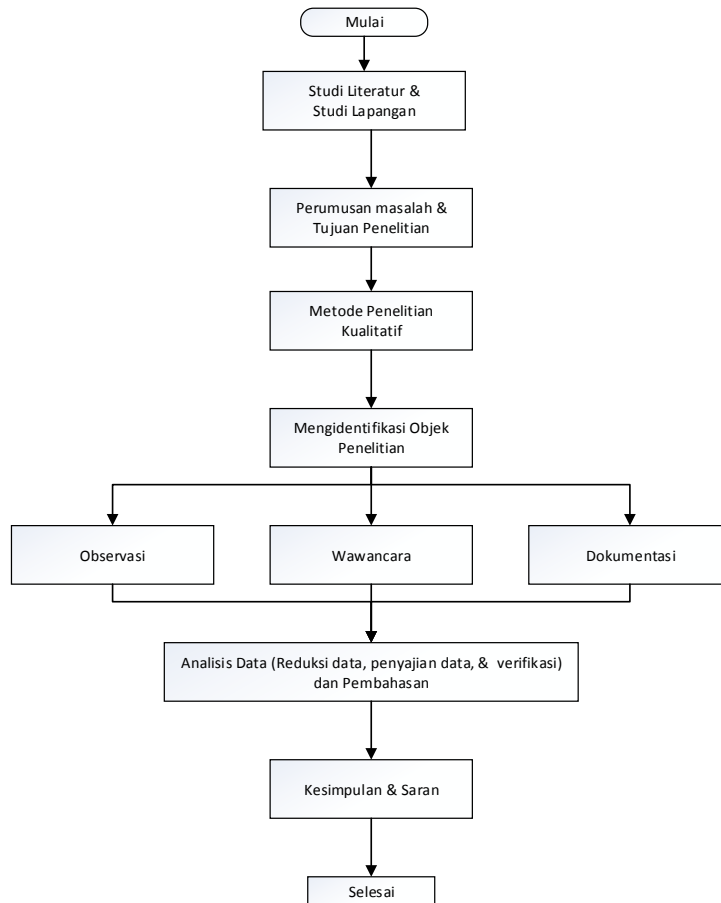 Mulai
Studi Literatur &
Studi Lapangan
Perumusan masalah &
Tujuan Penelitian
Metode Penelitian
Kualitatif
Mengidentifikasi Objek
Penelitian
Observasi
Wawancara
Dokumentasi
Analisis Data (Reduksi data, penyajian data, & verifikasi)
dan Pembahasan
Kesimpulan & Saran
Selesai